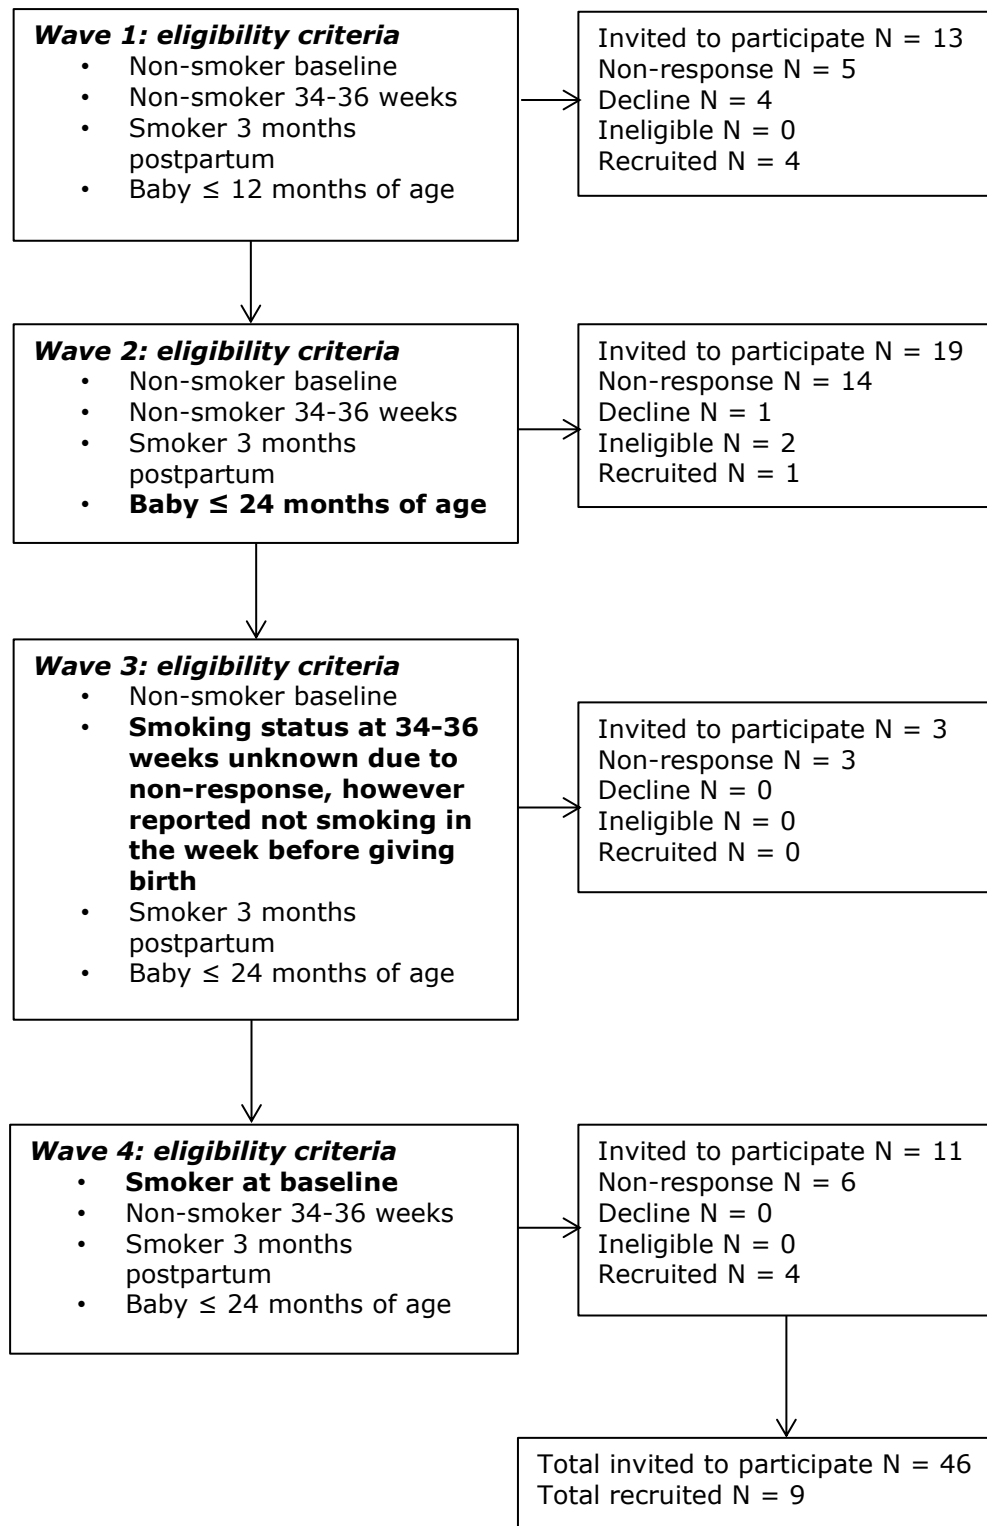 Wave 1: eligibility criteria
• Non-smoker baseline
• Non-smoker 34-36 weeks
• Smoker 3 months
postpartum
• Baby ≤ 12 months of age
Invited to participate N = 13
Non-response N = 5
Decline N = 4
Ineligible N = 0
Recruited N = 4
Wave 2: eligibility criteria
• Non-smoker baseline
• Non-smoker 34-36 weeks
• Smoker 3 months
postpartum
• Baby ≤ 24 months of age
Invited to participate N = 19
Non-response N = 14
Decline N = 1
Ineligible N = 2
Recruited N = 1
Wave 3: eligibility criteria
• Non-smoker baseline
• Smoking status at 34-36
weeks unknown due to
non-response, however
reported not smoking in
the week before giving
birth
• Smoker 3 months
postpartum
• Baby ≤ 24 months of age
Invited to participate N = 3
Non-response N = 3
Decline N = 0
Ineligible N = 0
Recruited N = 0
Wave 4: eligibility criteria
• Smoker at baseline
• Non-smoker 34-36 weeks
• Smoker 3 months
postpartum
• Baby ≤ 24 months of age
Invited to participate N = 11
Non-response N = 6
Decline N = 0
Ineligible N = 0
Recruited N = 4
Total invited to participate N = 46
Total recruited N = 9